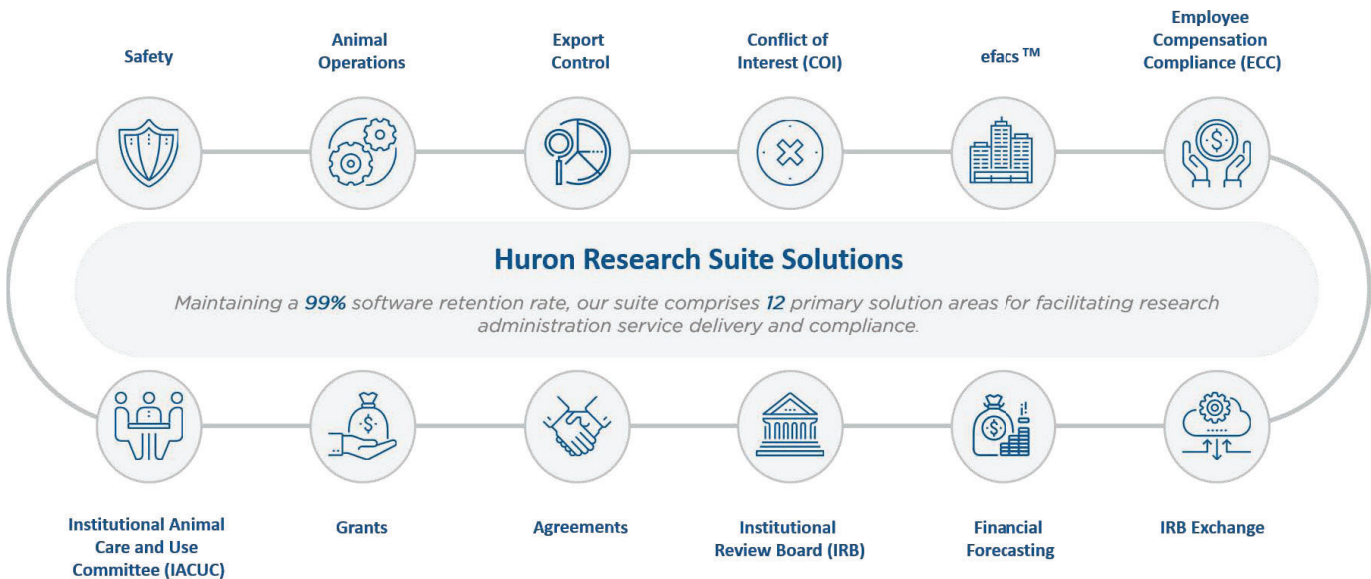 Safety
Animal
Operations
Export
Control
Conflict of
Interest (COI)
efacs ™
Employee
Compensation
Compliance (ECC)
Huron Research Suite Solutions
Maintaining a 99% software retention rate, our suite comprises 12 primary solution areas for facilitating research
administration service delivery and compliance.
Institutional Animal
Care and Use
Committee (IACUC)
Grants
Agreements
Institutional
Review Board (IRB)
Financial
Forecasting
IRB Exchange